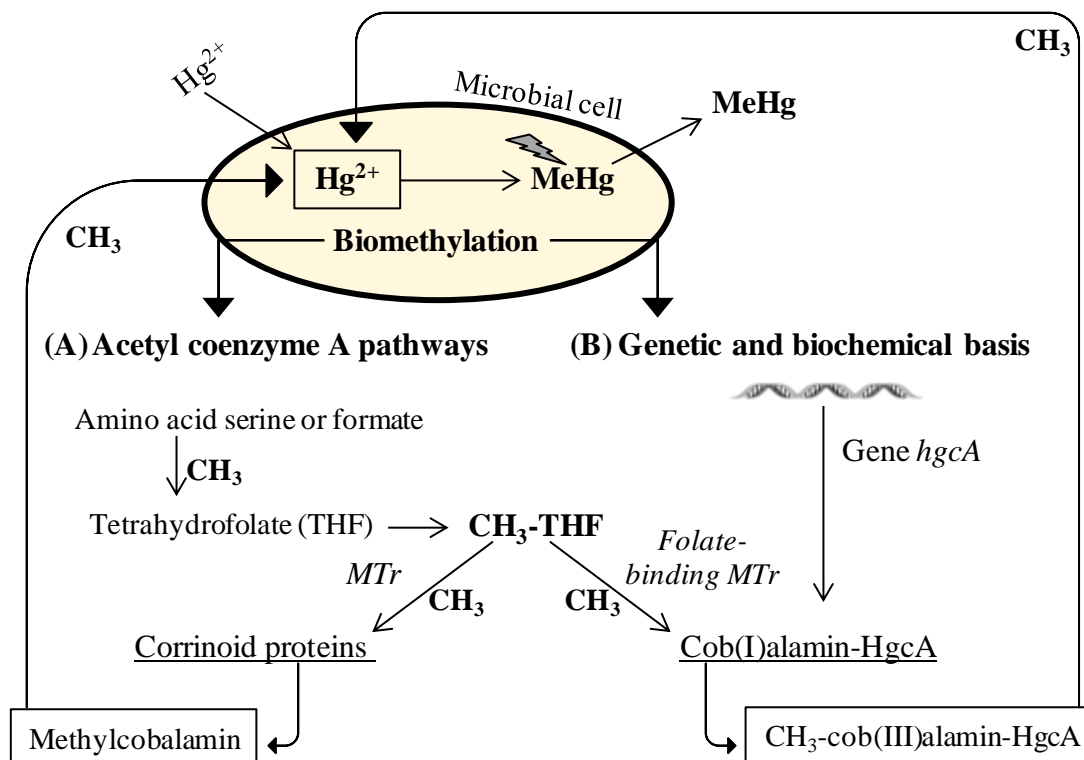 CH₃
Hg²⁺
Microbial cell
MeHg
Hg²⁺
MeHg
CH₃
Biomethylation
(A) Acetyl coenzyme A pathways
(B) Genetic and biochemical basis
Amino acid serine or formate
CH₃
Gene hgcA
Tetrahydrofolate (THF)
CH₃-THF
Folate-
binding MTr
MTr
CH₃
CH₃
Corrinoid proteins
Cob(I)alamin-HgcA
Methylcobalamin
CH₃-cob(III)alamin-HgcA